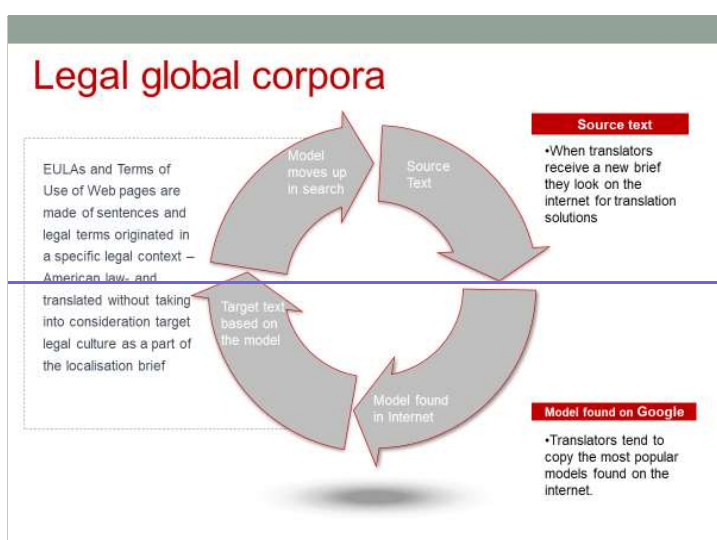 Legal global corpora
EULAs and Terms of
Use of Web pages are
made of sentences and
legal terms originated in
a specific legal context –
American law- and
translated without taking
into consideration target
legal culture as a part of
the localisation brief
Model
moves up
in search
Source
Text
Target text
based on
the model
Model found
in Internet
Source text
•When translators
receive a new brief
they look on the
internet for translation
solutions
Model found on Google
•Translators tend to
copy the most popular
models found on the
internet.